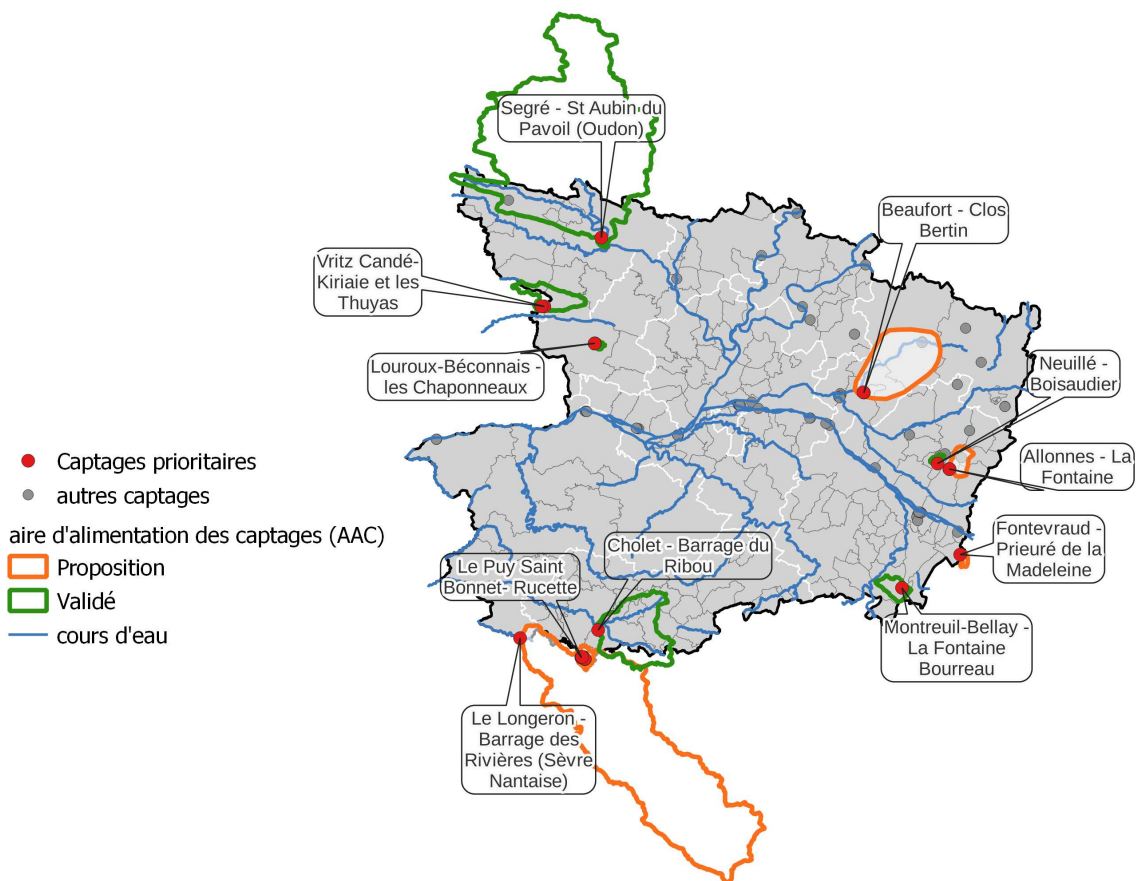 Segré - St Aubin du
Pavoil (Oudon)
Beaufort - Clos
Bertin
Vritz Candé-
Kiriaie et les
Thuyas
Louroux-Béconnais -
les Chaponneaux
Neuillé -
Boisaudier
Allonnes - La
Fontaine
Captages prioritaires
autres captages
aire d'alimentation des captages (AAC)
Proposition
Validé
cours d'eau
Fontevraud -
Prieuré de la
Madeleine
Cholet - Barrage du
Ribou
Le Puy Saint
Bonnet- Rucette
Montreuil-Bellay -
La Fontaine
Bourreau
Le Longeron -
Barrage des
Rivières (Sèvre
Nantaise)